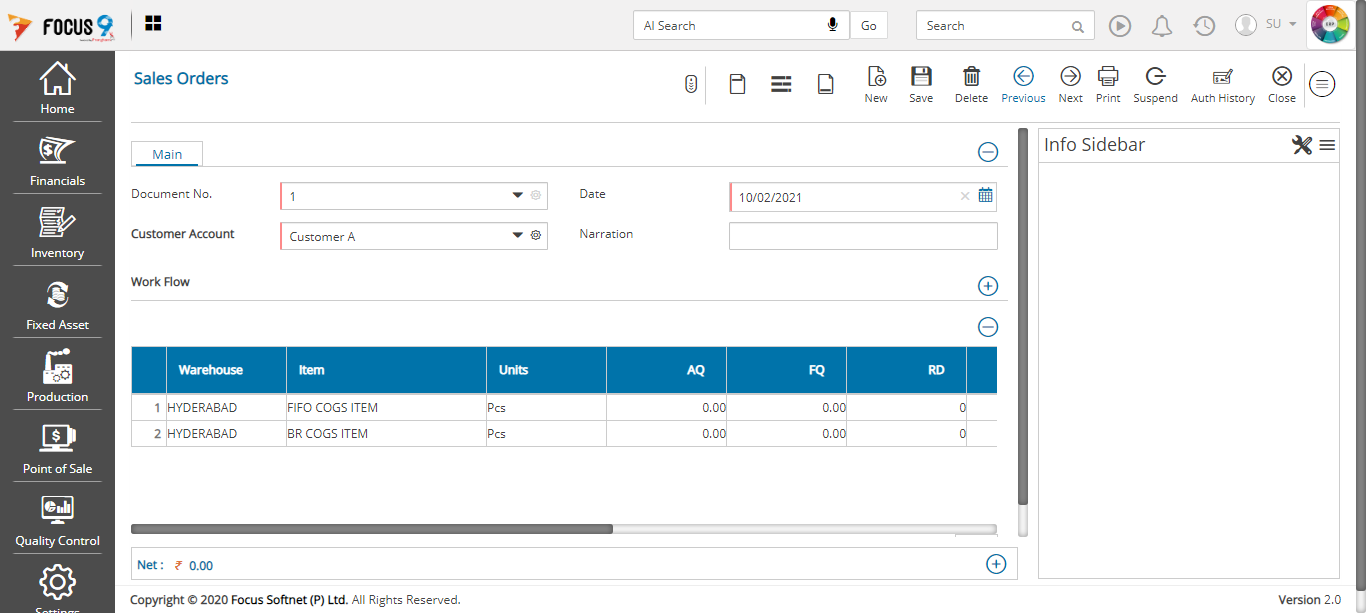 FOCUS 9
AI Search
Go
Search
SU
ERP
Home
Financials
Inventory
Fixed Asset
Production
Point of Sale
Quality Control
Settings
Sales Orders
New
Save
Delete
Previous
Next
Print
Suspend
Auth History
Close
Main
Document No. 1 Date 10/02/2021
Customer Account Customer A Narration
Work Flow
Warehouse Item Units AQ FQ RD
1 HYDERABAD FIFO COGS ITEM Pcs 0.00 0.00 0
2 HYDERABAD BR COGS ITEM Pcs 0.00 0.00 0
Net : ₹ 0.00
Info Sidebar
Copyright © 2020 Focus Softnet (P) Ltd. All Rights Reserved.
Version 2.0